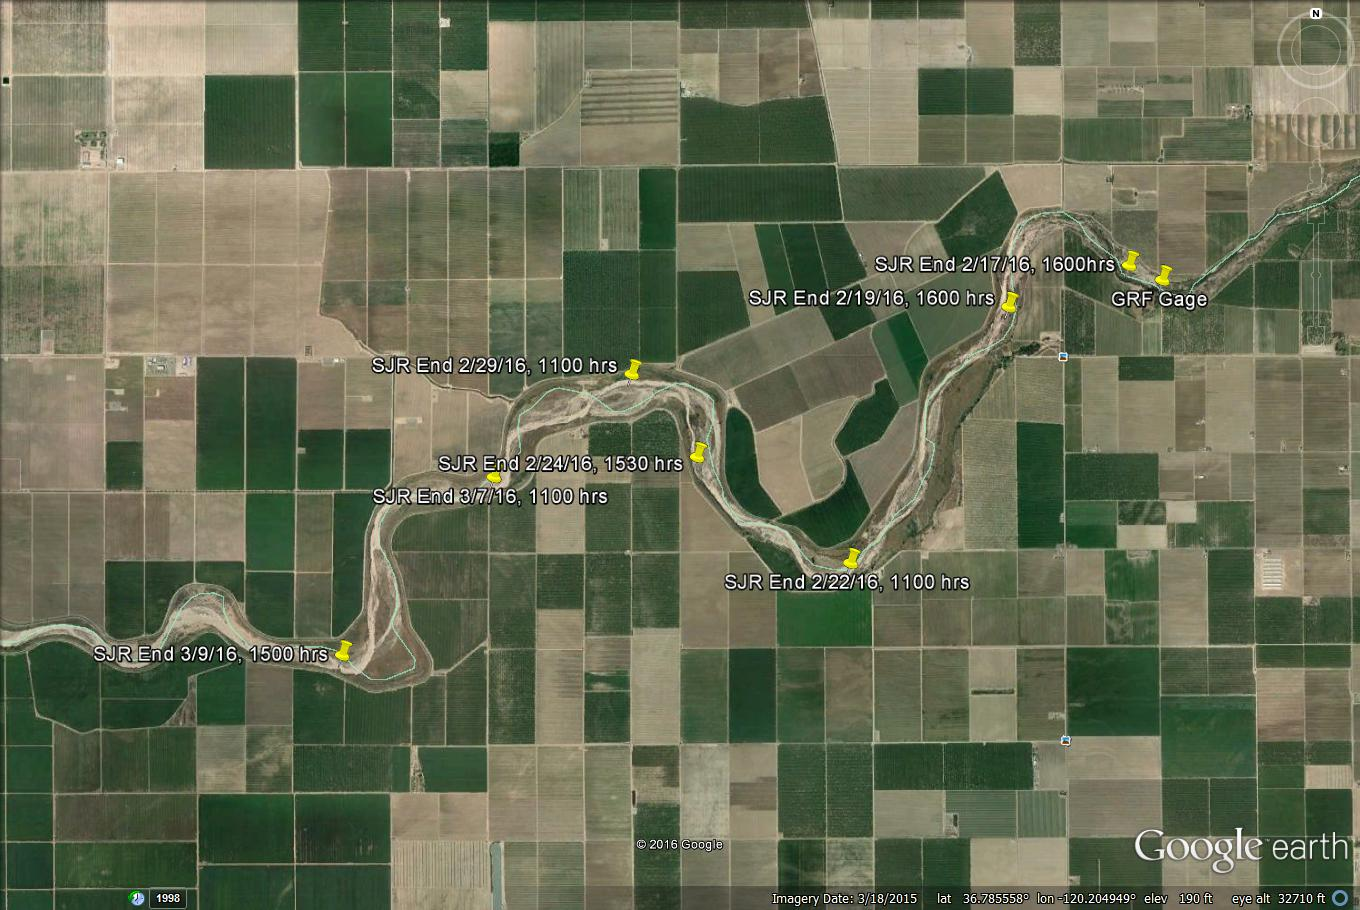 N
SJR End 2/17/16, 1600hrs
SJR End 2/19/16, 1600 hrs
GRF Gage
SJR End 2/29/16, 1100 hrs
SJR End 2/24/16, 1530 hrs
SJR End 3/7/16, 1100 hrs
SJR End 2/22/16, 1100 hrs
SJR End 3/9/16, 1500 hrs
© 2016 Google
Google earth
1998
Imagery Date: 3/18/2015 lat 36.785558° lon -120.204949° elev 190 ft eye alt 32710 ft